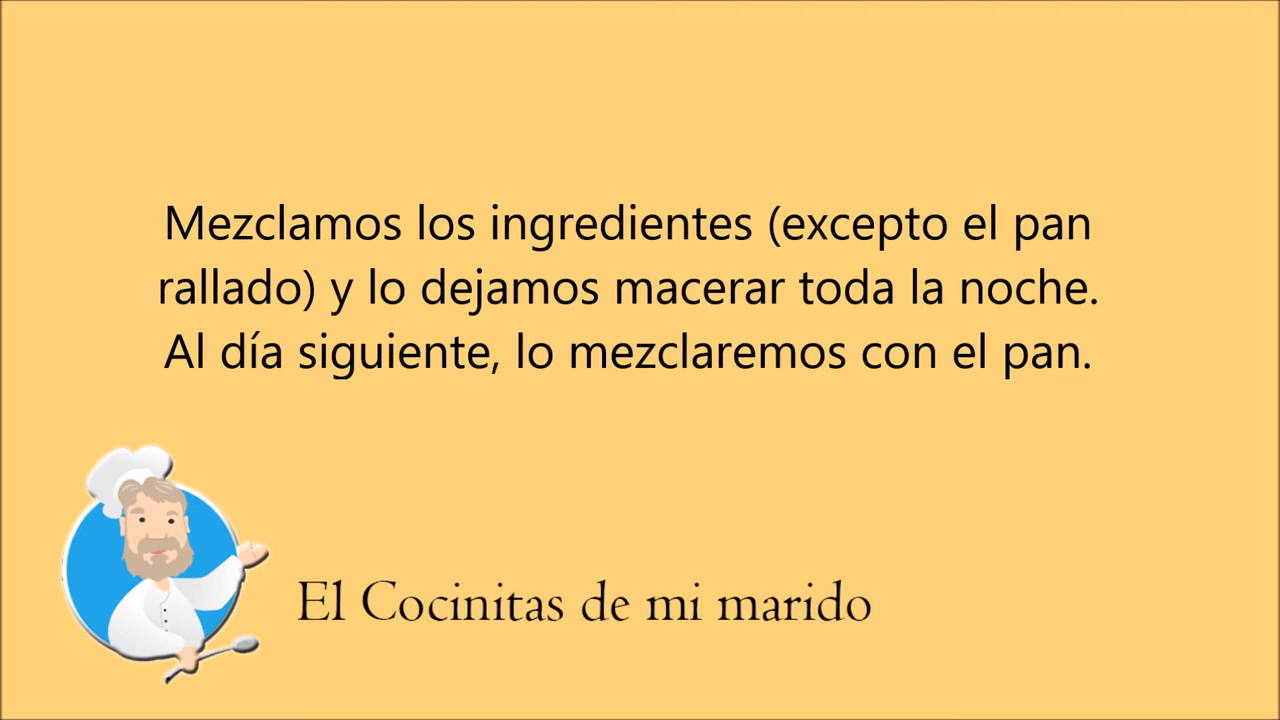 Mezclamos los ingredientes (excepto el pan
rallado) y lo dejamos macerar toda la noche.
Al día siguiente, lo mezclaremos con el pan.
El Cocinitas de mi marido